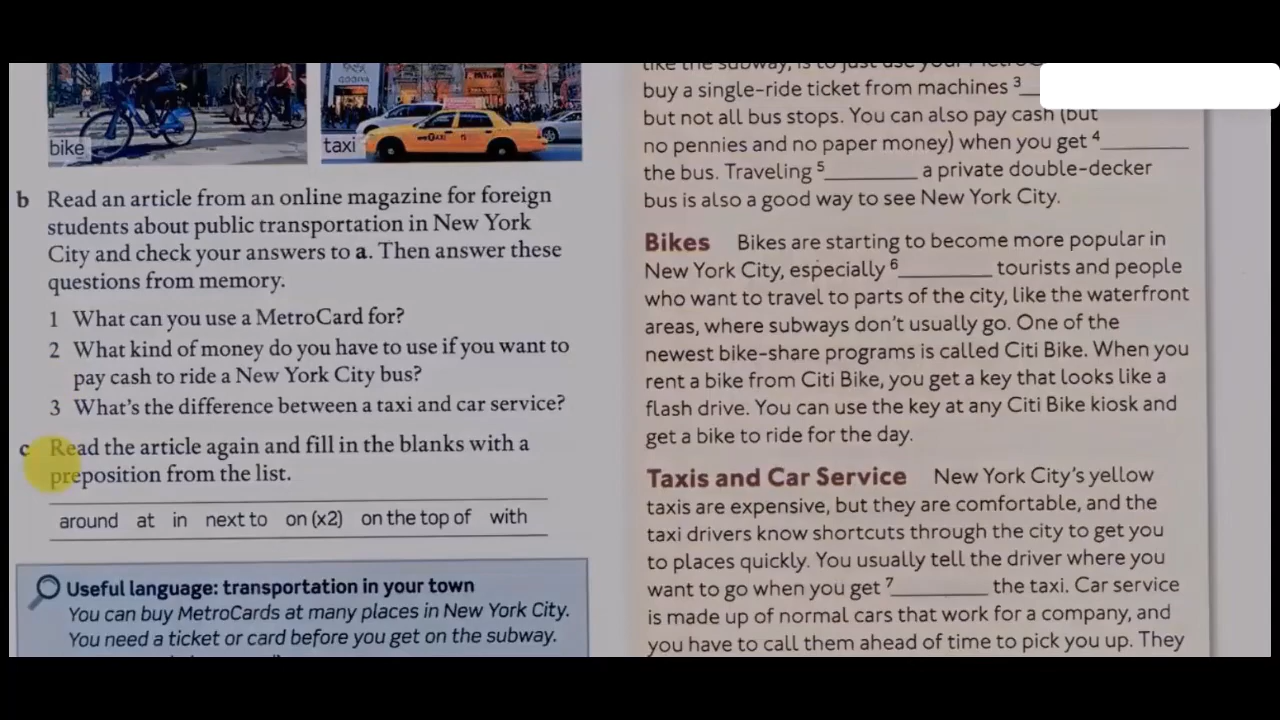 GODIVA
bike
taxi
b Read an article from an online magazine for foreign
students about public transportation in New York
City and check your answers to a. Then answer these
questions from memory.
1 What can you use a MetroCard for?
2 What kind of money do you have to use if you want to
pay cash to ride a New York City bus?
3 What's the difference between a taxi and car service?
c Read the article again and fill in the blanks with a
preposition from the list.
around at in next to on (x2) on the top of with
Useful language: transportation in your town
You can buy MetroCards at many places in New York City.
You need a ticket or card before you get on the subway.
like the subway, is to just use your
buy a single-ride ticket from machines 3
but not all bus stops. You can also pay cash (but
no pennies and no paper money) when you get 4
the bus. Traveling 5________ a private double-decker
bus is also a good way to see New York City.
Bikes Bikes are starting to become more popular in
New York City, especially 6________ tourists and people
who want to travel to parts of the city, like the waterfront
areas, where subways don't usually go. One of the
newest bike-share programs is called Citi Bike. When you
rent a bike from Citi Bike, you get a key that looks like a
flash drive. You can use the key at any Citi Bike kiosk and
get a bike to ride for the day.
Taxis and Car Service New York City's yellow
taxis are expensive, but they are comfortable, and the
taxi drivers know shortcuts through the city to get you
to places quickly. You usually tell the driver where you
want to go when you get 7________ the taxi. Car service
is made up of normal cars that work for a company, and
you have to call them ahead of time to pick you up. They